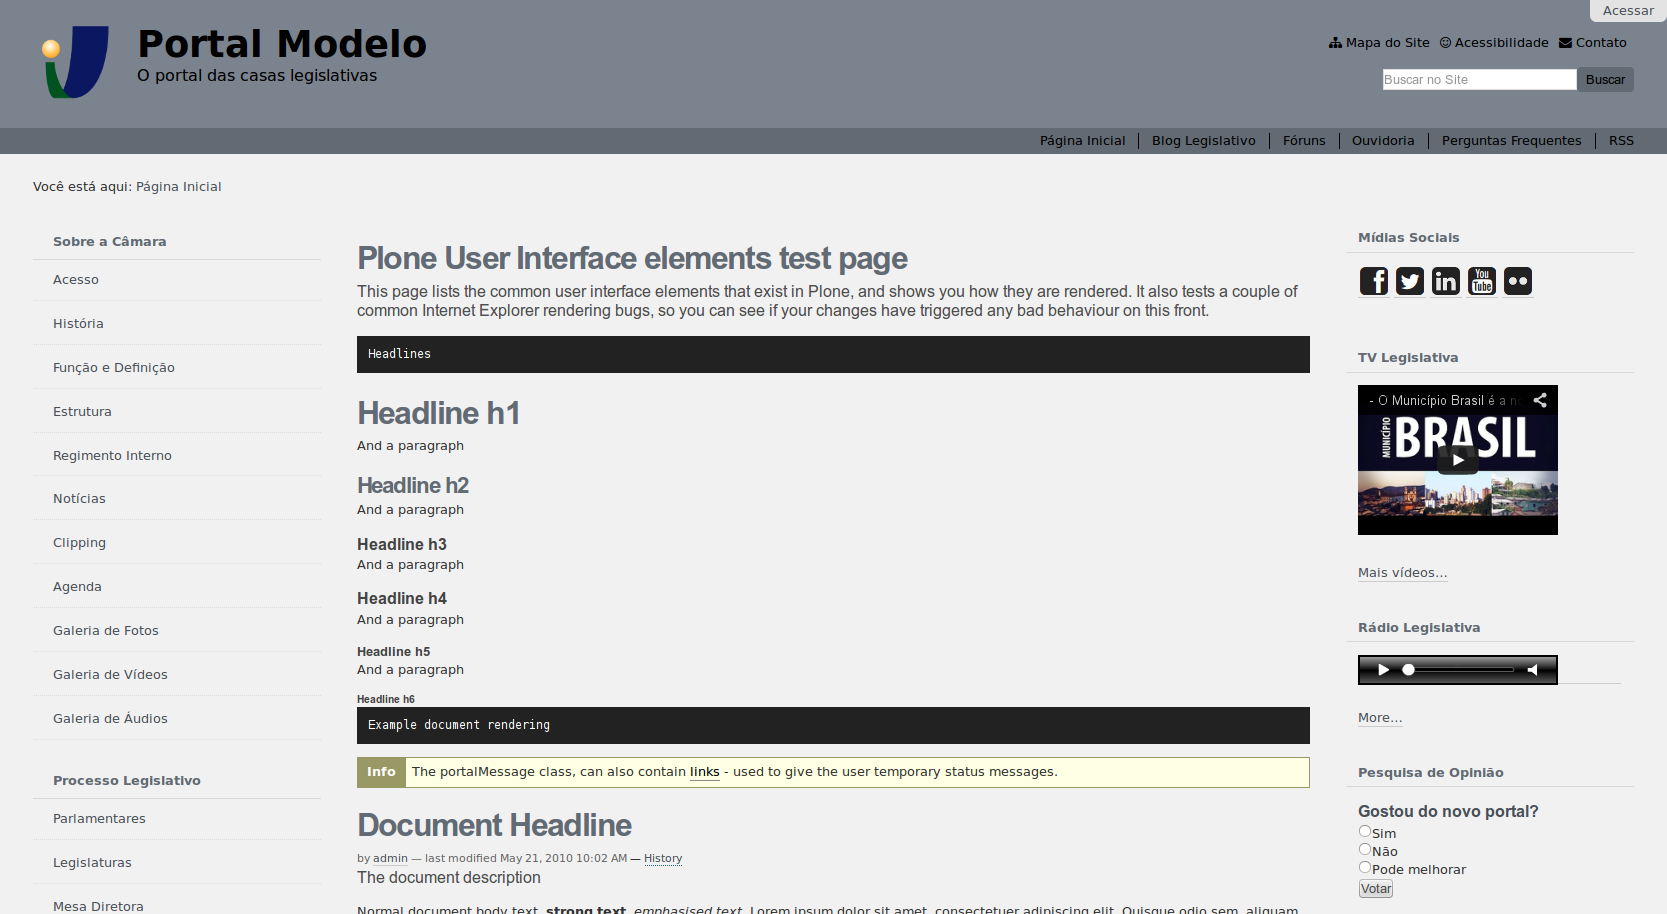 Acessar
Portal Modelo
O portal das casas legislativas
Mapa do Site Acessibilidade Contato
Buscar no Site Buscar
Página Inicial Blog Legislativo Fóruns Ouvidoria Perguntas Frequentes RSS
Você está aqui: Página Inicial
Sobre a Câmara
Acesso
História
Função e Definição
Estrutura
Regimento Interno
Notícias
Clipping
Agenda
Galeria de Fotos
Galeria de Vídeos
Galeria de Áudios
Processo Legislativo
Parlamentares
Legislaturas
Mesa Diretora
Plone User Interface elements test page
This page lists the common user interface elements that exist in Plone, and shows you how they are rendered. It also tests a couple of
common Internet Explorer rendering bugs, so you can see if your changes have triggered any bad behaviour on this front.
Headlines
Headline h1
And a paragraph
Headline h2
And a paragraph
Headline h3
And a paragraph
Headline h4
And a paragraph
Headline h5
And a paragraph
Headline h6
Example document rendering
Info The portalMessage class, can also contain links - used to give the user temporary status messages.
Document Headline
by admin — last modified May 21, 2010 10:02 AM — History
The document description
Normal document body text, strong text, emphasised text. Lorem ipsum dolor sit amet, consectetuer adipiscing elit. Quisque odio sem, aliquam
Mídias Sociais
You
Tube
TV Legislativa
- O Município Brasil é a no
MUNICÍPIO
BRASIL
Mais vídeos...
Rádio Legislativa
More...
Pesquisa de Opinião
Gostou do novo portal?
Sim
Não
Pode melhorar
Votar